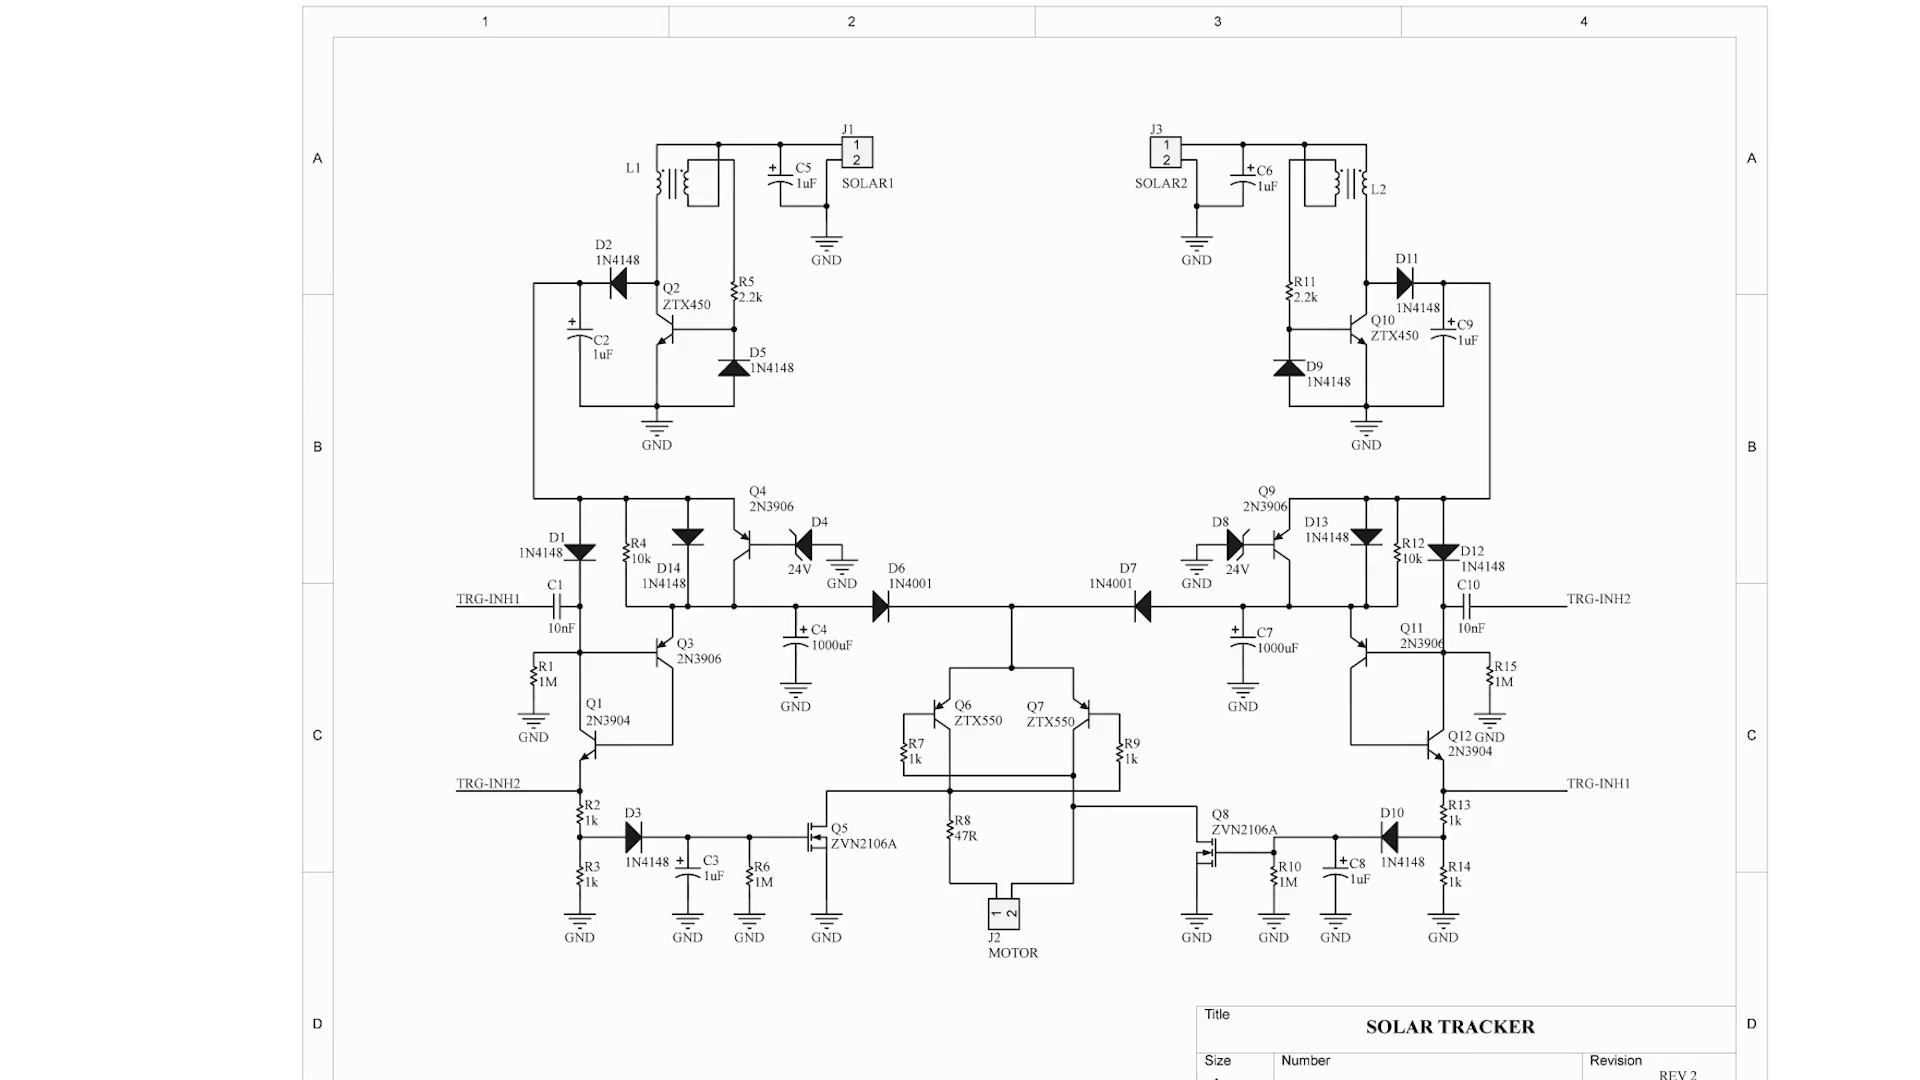 1 2 3 4
A A
J1 J3
1 1
2 2
L1 C5 C6
1uF 1uF
SOLAR1 SOLAR2 L2
GND GND
D2 D11
1N4148 1N4148
Q2 R5 R11
ZTX450 2.2k 2.2k
Q10 C9
ZTX450 1uF
C2 D5 D9
1uF 1N4148 1N4148
GND GND
B B
Q4 Q9
2N3906 2N3906
D1 D4 D8 D13 D12
1N4148 1N4148 1N4148
R4 R12
10k 10k
D14 24V 24V
1N4148 GND GND
D6 D7
1N4001 1N4001
C1 C10
TRG-INH1 TRG-INH2
10nF 10nF
C4 C7
1000uF 1000uF
Q3 Q11
2N3906 2N3906
R1 R15
1M 1M
GND GND
Q1 Q6 Q7
2N3904 ZTX550 ZTX550
GND Q12 GND
2N3904
C C
R7 R9
1k 1k
TRG-INH2 TRG-INH1
R2 D3 Q5 R8 Q8 D10 R13
1k ZVN2106A 47R ZVN2106A 1k
1N4148 1N4148
R3 C3 R6 R10 C8 R14
1k 1uF 1M 1M 1uF 1k
1 2
GND GND GND GND GND GND GND GND
J2
MOTOR
D D
Title
SOLAR TRACKER
Size Number Revision
REV 2